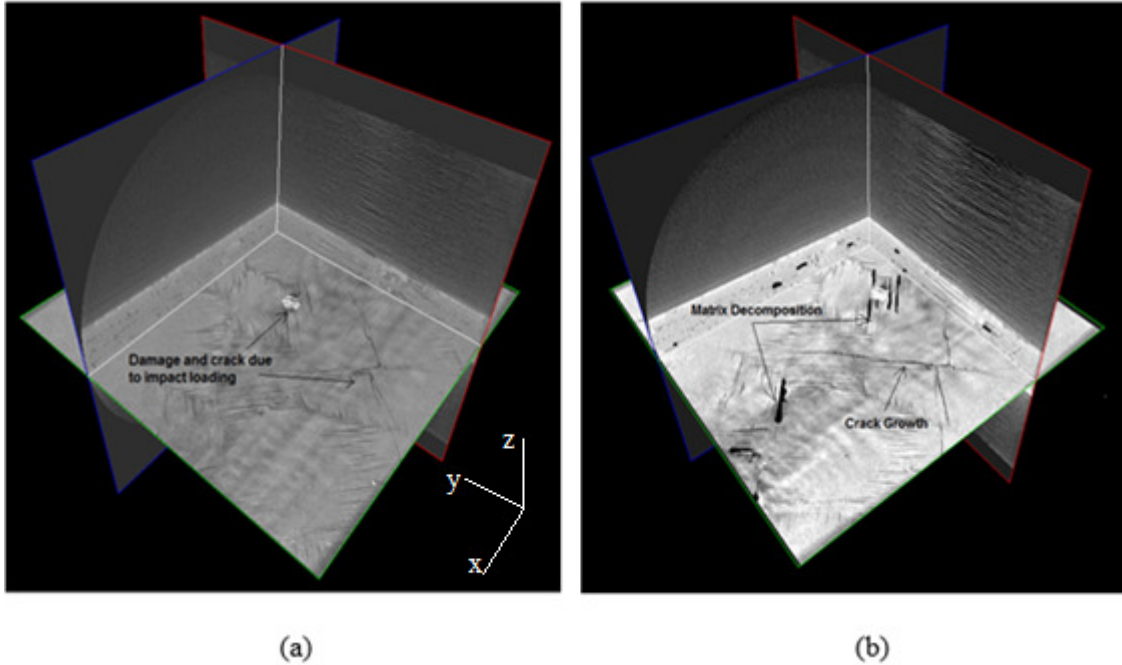 Damage and crack due
to impact loading
z
y
x
(a)
Matrix Decomposition
Crack Growth
(b)